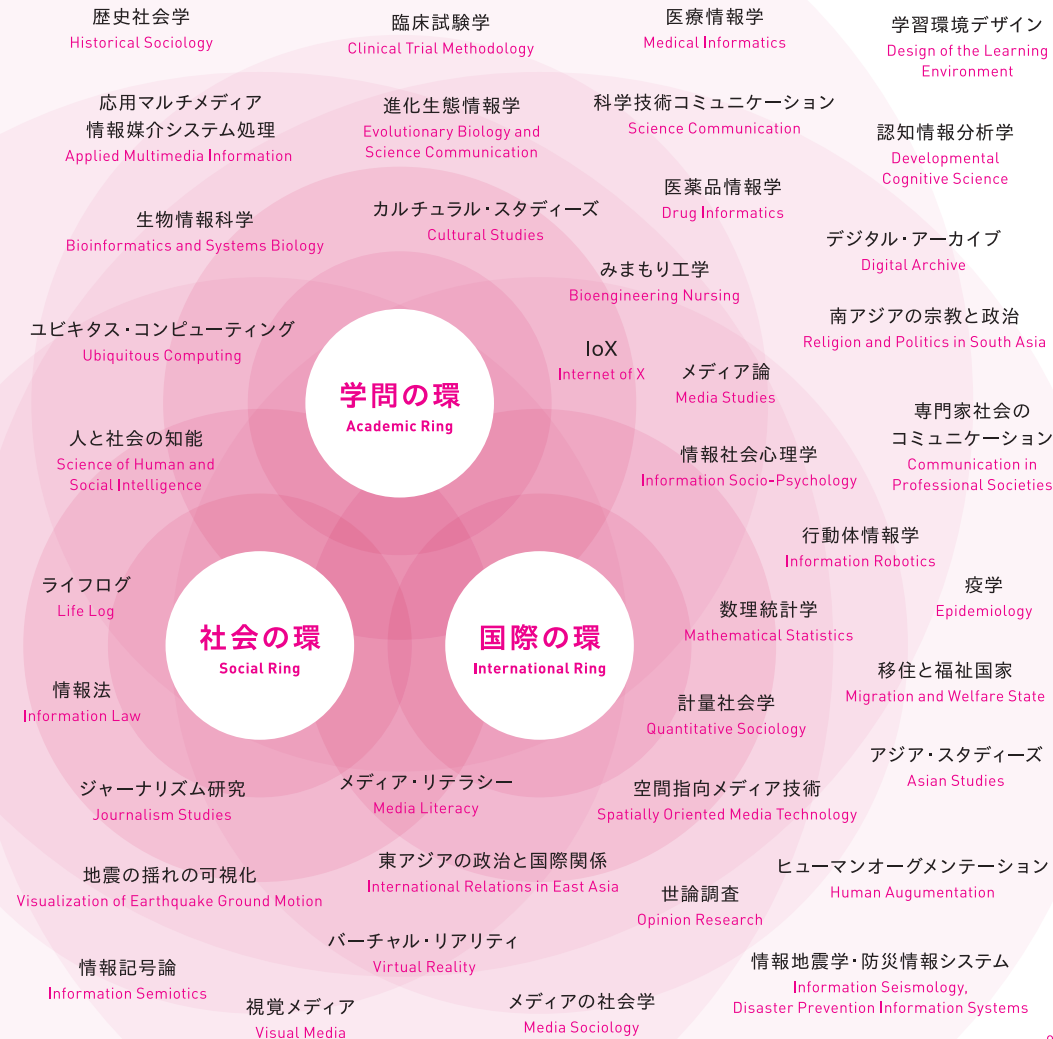 歴史社会学
Historical Sociology
臨床試験学
Clinical Trial Methodology
医療情報学
Medical Informatics
学習環境デザイン
Design of the Learning
Environment
応用マルチメディア
情報媒介システム処理
Applied Multimedia Information
進化生態情報学
Evolutionary Biology and
Science Communication
科学技術コミュニケーション
Science Communication
認知情報分析学
Developmental
Cognitive Science
医薬品情報学
Drug Informatics
生物情報科学
Bioinformatics and Systems Biology
カルチュラル・スタディーズ
Cultural Studies
デジタル・アーカイブ
Digital Archive
みまもり工学
Bioengineering Nursing
南アジアの宗教と政治
Religion and Politics in South Asia
ユビキタス・コンピューティング
Ubiquitous Computing
IoX
Internet of X
メディア論
Media Studies
学問の環
Academic Ring
専門家社会の
コミュニケーション
Communication in
Professional Societies
人と社会の知能
Science of Human and
Social Intelligence
情報社会心理学
Information Socio-Psychology
行動体情報学
Information Robotics
ライフログ
Life Log
疫学
Epidemiology
社会の環
Social Ring
国際の環
International Ring
数理統計学
Mathematical Statistics
移住と福祉国家
Migration and Welfare State
情報法
Information Law
計量社会学
Quantitative Sociology
アジア・スタディーズ
Asian Studies
ジャーナリズム研究
Journalism Studies
メディア・リテラシー
Media Literacy
空間指向メディア技術
Spatially Oriented Media Technology
地震の揺れの可視化
Visualization of Earthquake Ground Motion
東アジアの政治と国際関係
International Relations in East Asia
世論調査
Opinion Research
ヒューマンオーグメンテーション
Human Augumentation
バーチャル・リアリティ
Virtual Reality
情報記号論
Information Semiotics
情報地震学・防災情報システム
Information Seismology,
Disaster Prevention Information Systems
視覚メディア
Visual Media
メディアの社会学
Media Sociology